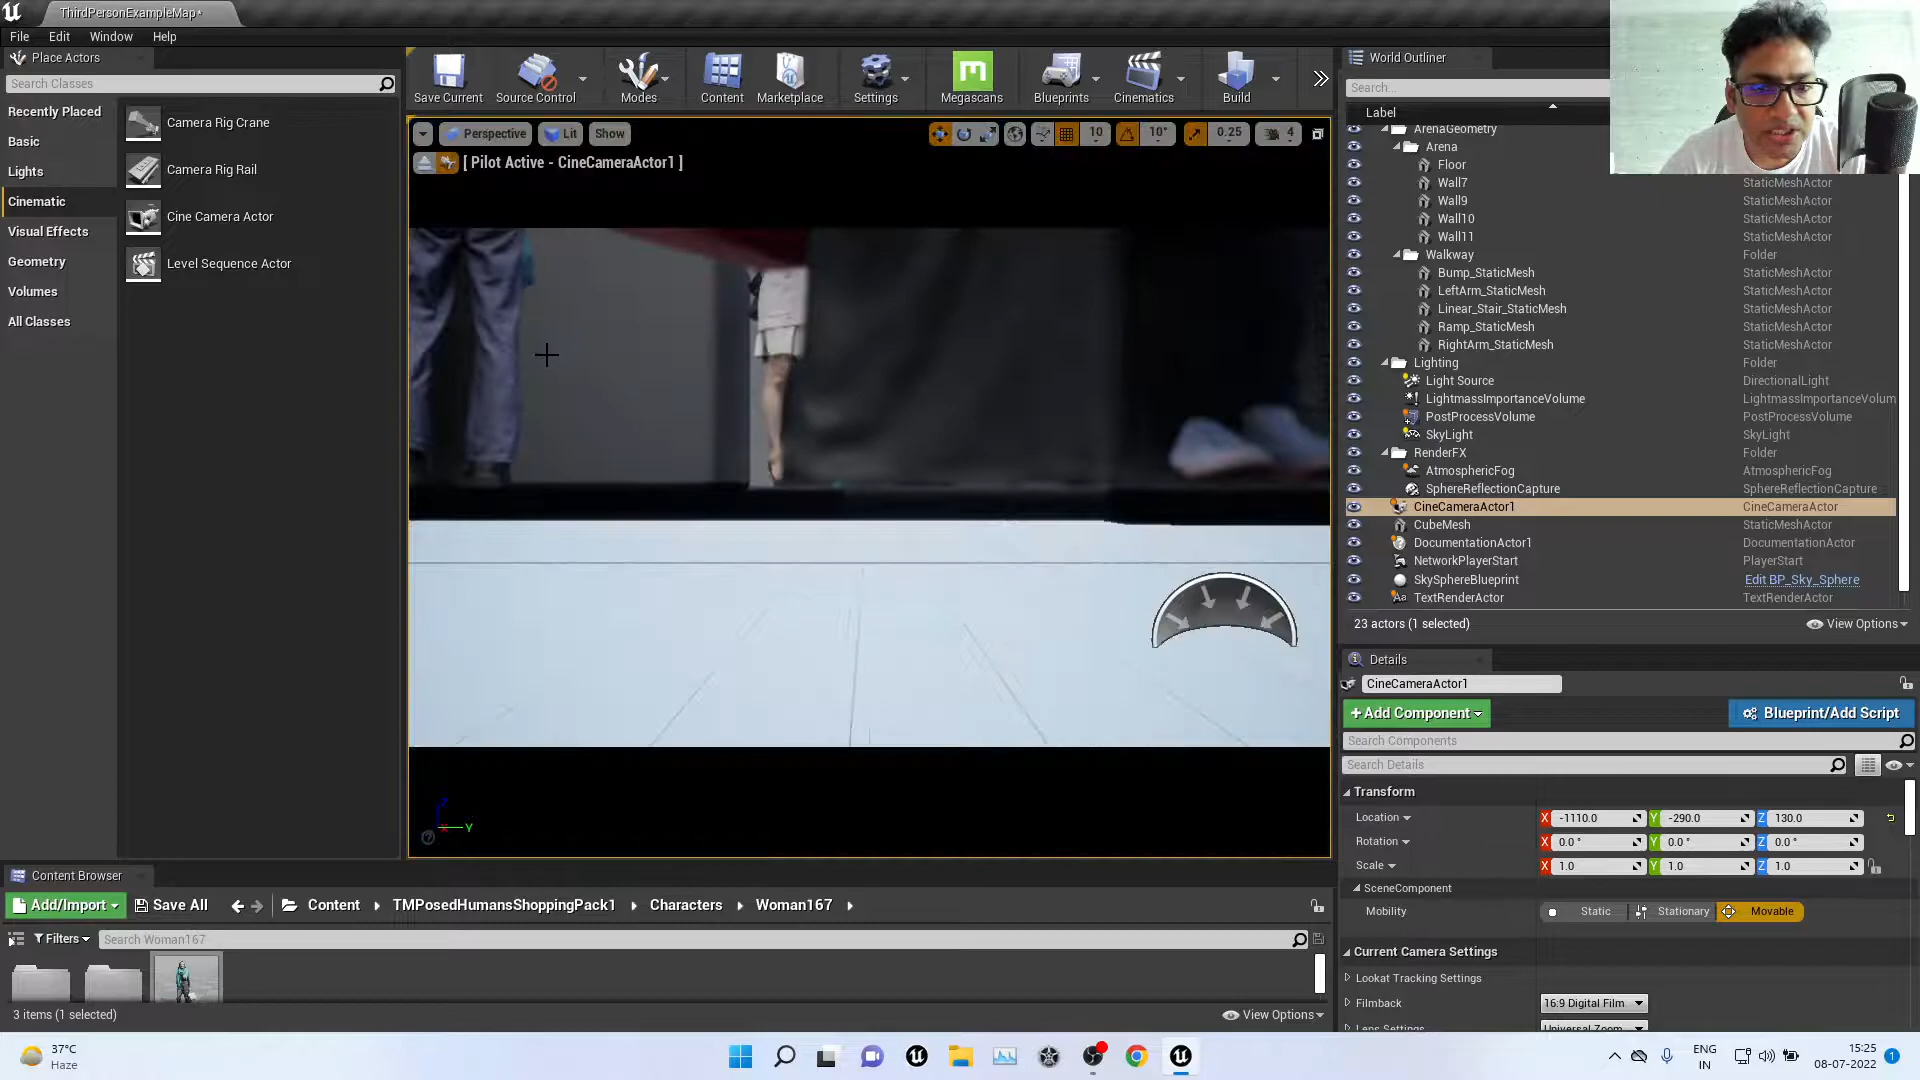 ThirdPersonExampleMap*
File Edit Window Help
Place Actors
Search Classes
Recently Placed
Basic
Lights
Cinematic
Visual Effects
Geometry
Volumes
All Classes
Camera Rig Crane
Camera Rig Rail
Cine Camera Actor
Level Sequence Actor
Save Current Source Control Modes Content Marketplace Settings Megascans Blueprints Cinematics Build
Perspective Lit Show 10 10° 0.25 4
[ Pilot Active - CineCameraActor1 ]
Z
X Y
World Outliner
Search...
Label
ArenaGeometry
Arena
Floor
Wall7 StaticMeshActor
Wall9 StaticMeshActor
Wall10 StaticMeshActor
Wall11 StaticMeshActor
Walkway Folder
Bump_StaticMesh StaticMeshActor
LeftArm_StaticMesh StaticMeshActor
Linear_Stair_StaticMesh StaticMeshActor
Ramp_StaticMesh StaticMeshActor
RightArm_StaticMesh StaticMeshActor
Lighting Folder
Light Source DirectionalLight
LightmassImportanceVolume LightmassImportanceVolum
PostProcessVolume PostProcessVolume
SkyLight SkyLight
RenderFX Folder
AtmosphericFog AtmosphericFog
SphereReflectionCapture SphereReflectionCapture
CineCameraActor1 CineCameraActor
CubeMesh StaticMeshActor
DocumentationActor1 DocumentationActor
NetworkPlayerStart PlayerStart
SkySphereBlueprint Edit BP_Sky_Sphere
TextRenderActor TextRenderActor
23 actors (1 selected) View Options
Details
CineCameraActor1
+Add Component Blueprint/Add Script
Search Components
Search Details
Transform
Location X -1110.0 Y -290.0 Z 130.0
Rotation X 0.0 ° Y 0.0 ° Z 0.0 °
Scale X 1.0 Y 1.0 Z 1.0
SceneComponent
Mobility Static Stationary Movable
Current Camera Settings
Lookat Tracking Settings
Filmback 16:9 Digital Film
Lens Settings Universal Zoom
Content Browser
Add/Import Save All Content TMPosedHumansShoppingPack1 Characters Woman167
Filters Search Woman167
3 items (1 selected) View Options
37°C
Haze
ENG
IN
15:25
08-07-2022
1